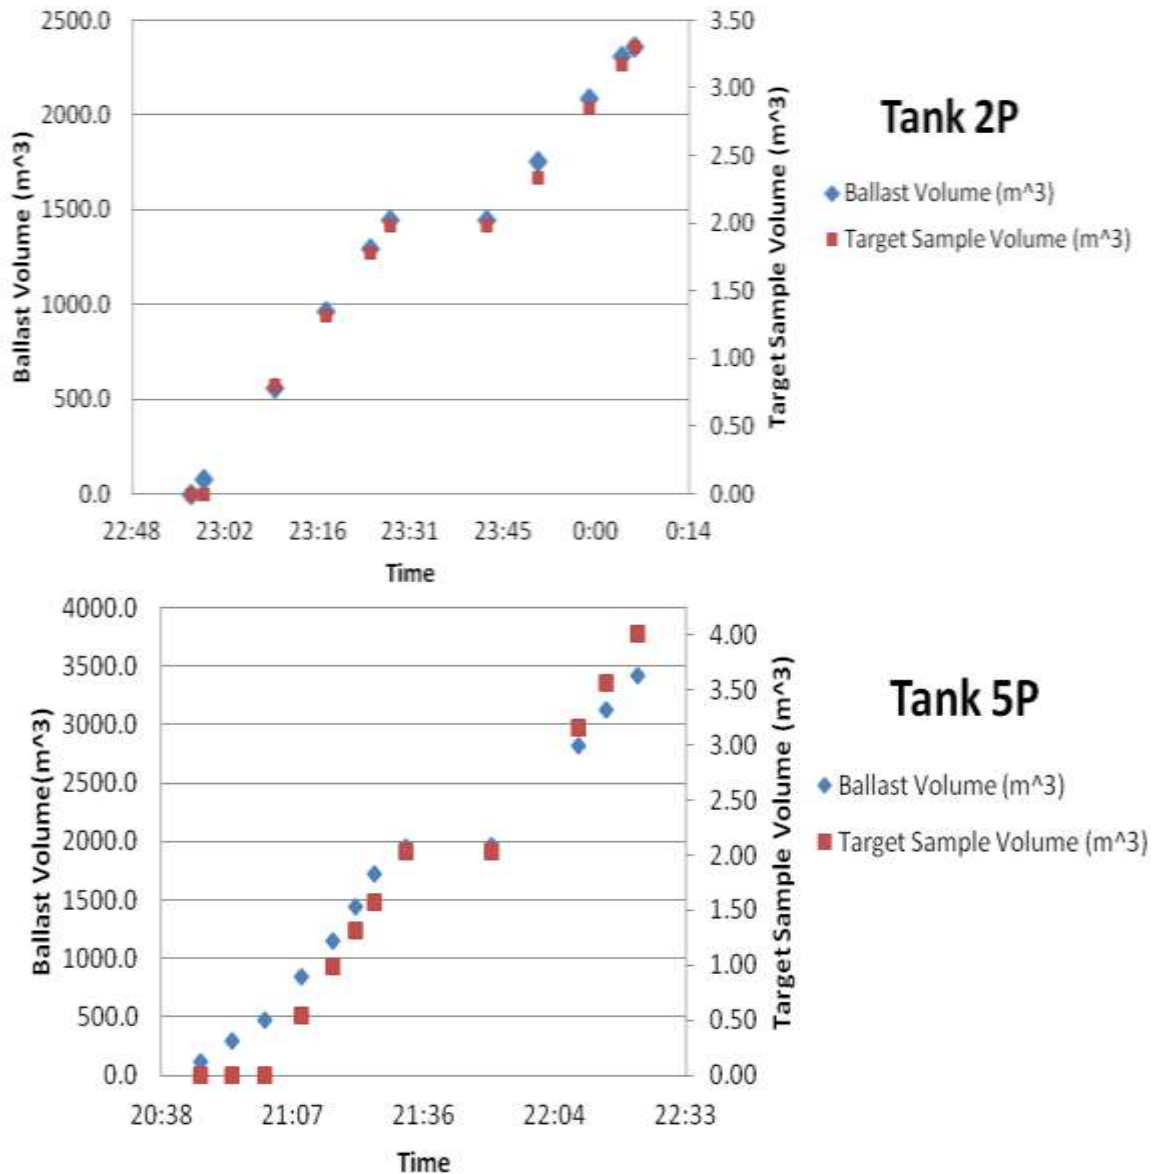 2500.0
2000.0
1500.0
1000.0
500.0
0.0
Ballast Volume (m^3)
3.50
3.00
2.50
2.00
1.50
1.00
0.50
0.00
Target Sample Volume (m^3)
22:48 23:02 23:16 23:31 23:45 0:00 0:14
Time
Tank 2P
Ballast Volume (m^3)
Target Sample Volume (m^3)
4000.0
3500.0
3000.0
2500.0
2000.0
1500.0
1000.0
500.0
0.0
Ballast Volume(m^3)
4.00
3.50
3.00
2.50
2.00
1.50
1.00
0.50
0.00
Target Sample Volume (m^3)
20:38 21:07 21:36 22:04 22:33
Time
Tank 5P
Ballast Volume (m^3)
Target Sample Volume (m^3)